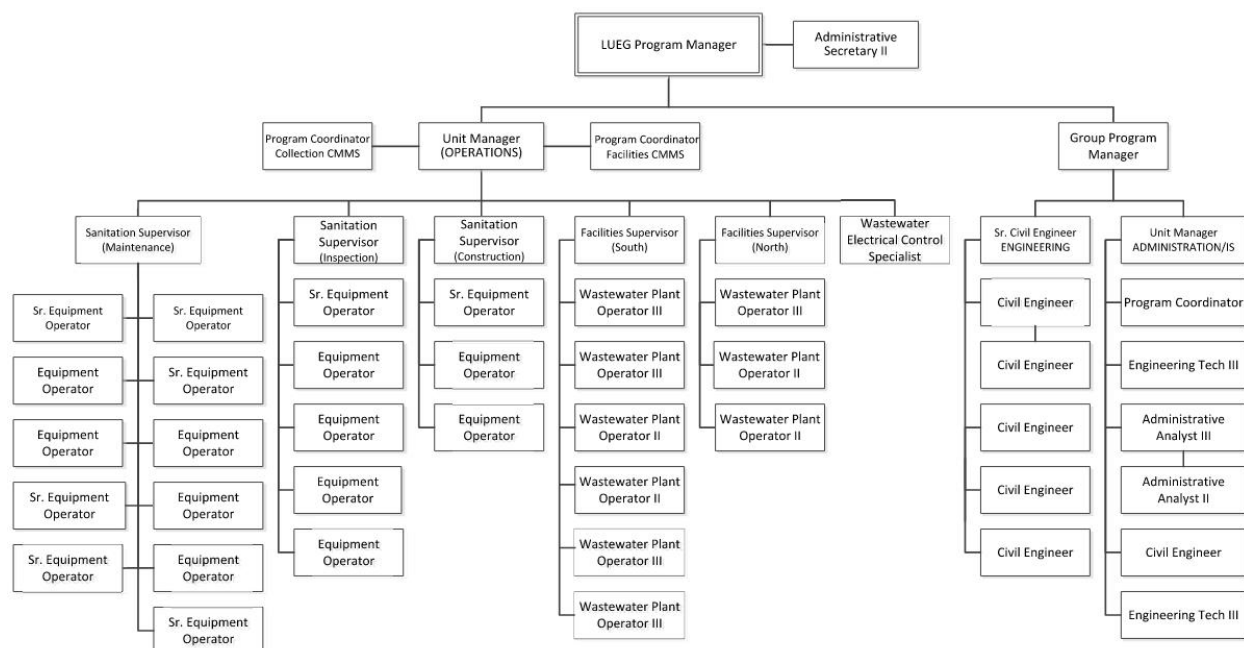 LUEG Program Manager
Administrative
Secretary II
Program Coordinator
Collection CMMS
Unit Manager
(OPERATIONS)
Program Coordinator
Facilities CMMS
Group Program
Manager
Sanitation Supervisor
(Maintenance)
Sanitation
Supervisor
(Inspection)
Sanitation
Supervisor
(Construction)
Facilities Supervisor
(South)
Facilities Supervisor
(North)
Wastewater
Electrical Control
Specialist
Sr. Civil Engineer
ENGINEERING
Unit Manager
ADMINISTRATION/IS
Sr. Equipment
Operator
Sr. Equipment
Operator
Equipment
Operator
Sr. Equipment
Operator
Equipment
Operator
Equipment
Operator
Sr. Equipment
Operator
Equipment
Operator
Sr. Equipment
Operator
Equipment
Operator
Sr. Equipment
Operator
Sr. Equipment
Operator
Equipment
Operator
Equipment
Operator
Equipment
Operator
Equipment
Operator
Sr. Equipment
Operator
Equipment
Operator
Equipment
Operator
Wastewater Plant
Operator III
Wastewater Plant
Operator III
Wastewater Plant
Operator II
Wastewater Plant
Operator II
Wastewater Plant
Operator III
Wastewater Plant
Operator III
Wastewater Plant
Operator III
Wastewater Plant
Operator II
Wastewater Plant
Operator II
Civil Engineer
Civil Engineer
Civil Engineer
Civil Engineer
Civil Engineer
Program Coordinator
Engineering Tech III
Administrative
Analyst III
Administrative
Analyst II
Civil Engineer
Engineering Tech III